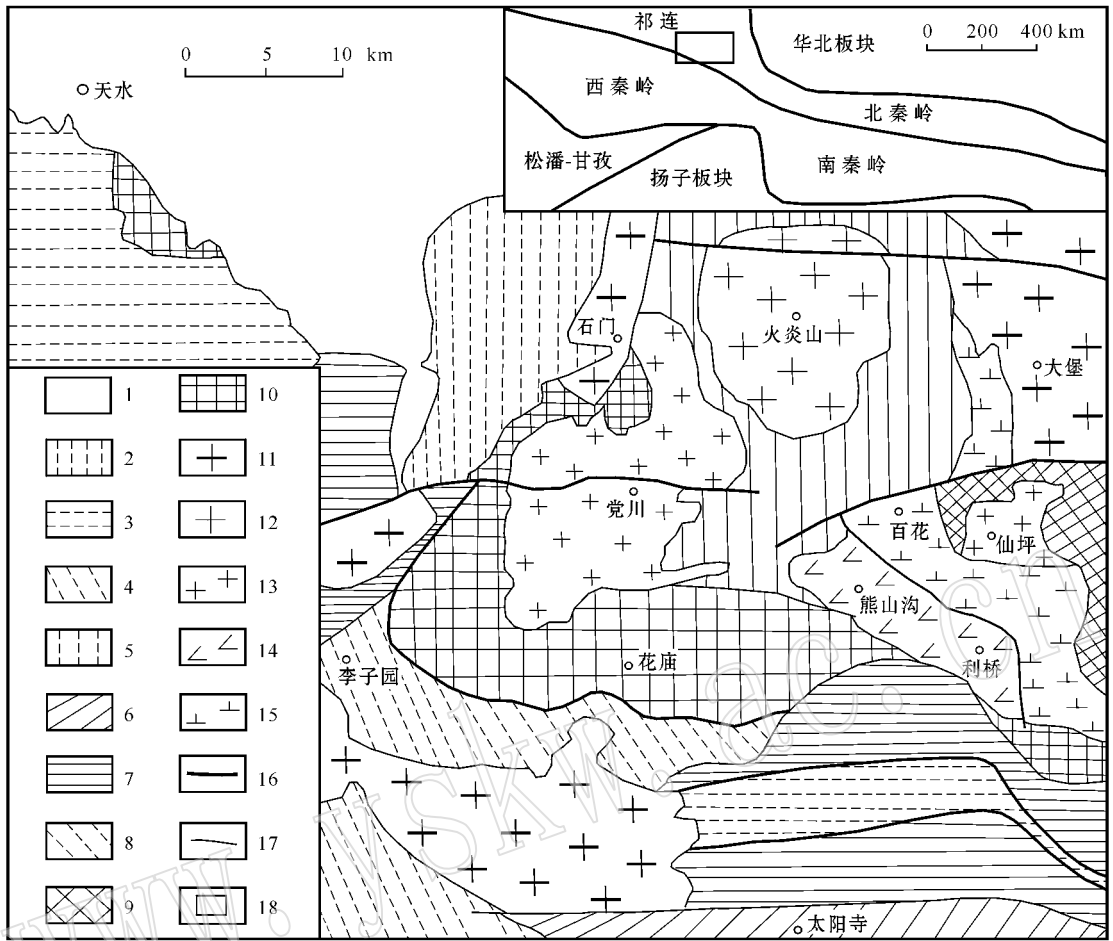 祁连
华北板块
0 200 400 km
西秦岭
北秦岭
松潘-甘孜
扬子板块
南秦岭
0 5 10 km
天水
石门
火炎山
大堡
党川
百花
仙坪
熊山沟
花庙
利桥
李子园
太阳寺
1 10
2 11
3 12
4 13
5 14
6 15
7 16
8 17
9 18
www.yskw.ac.cn